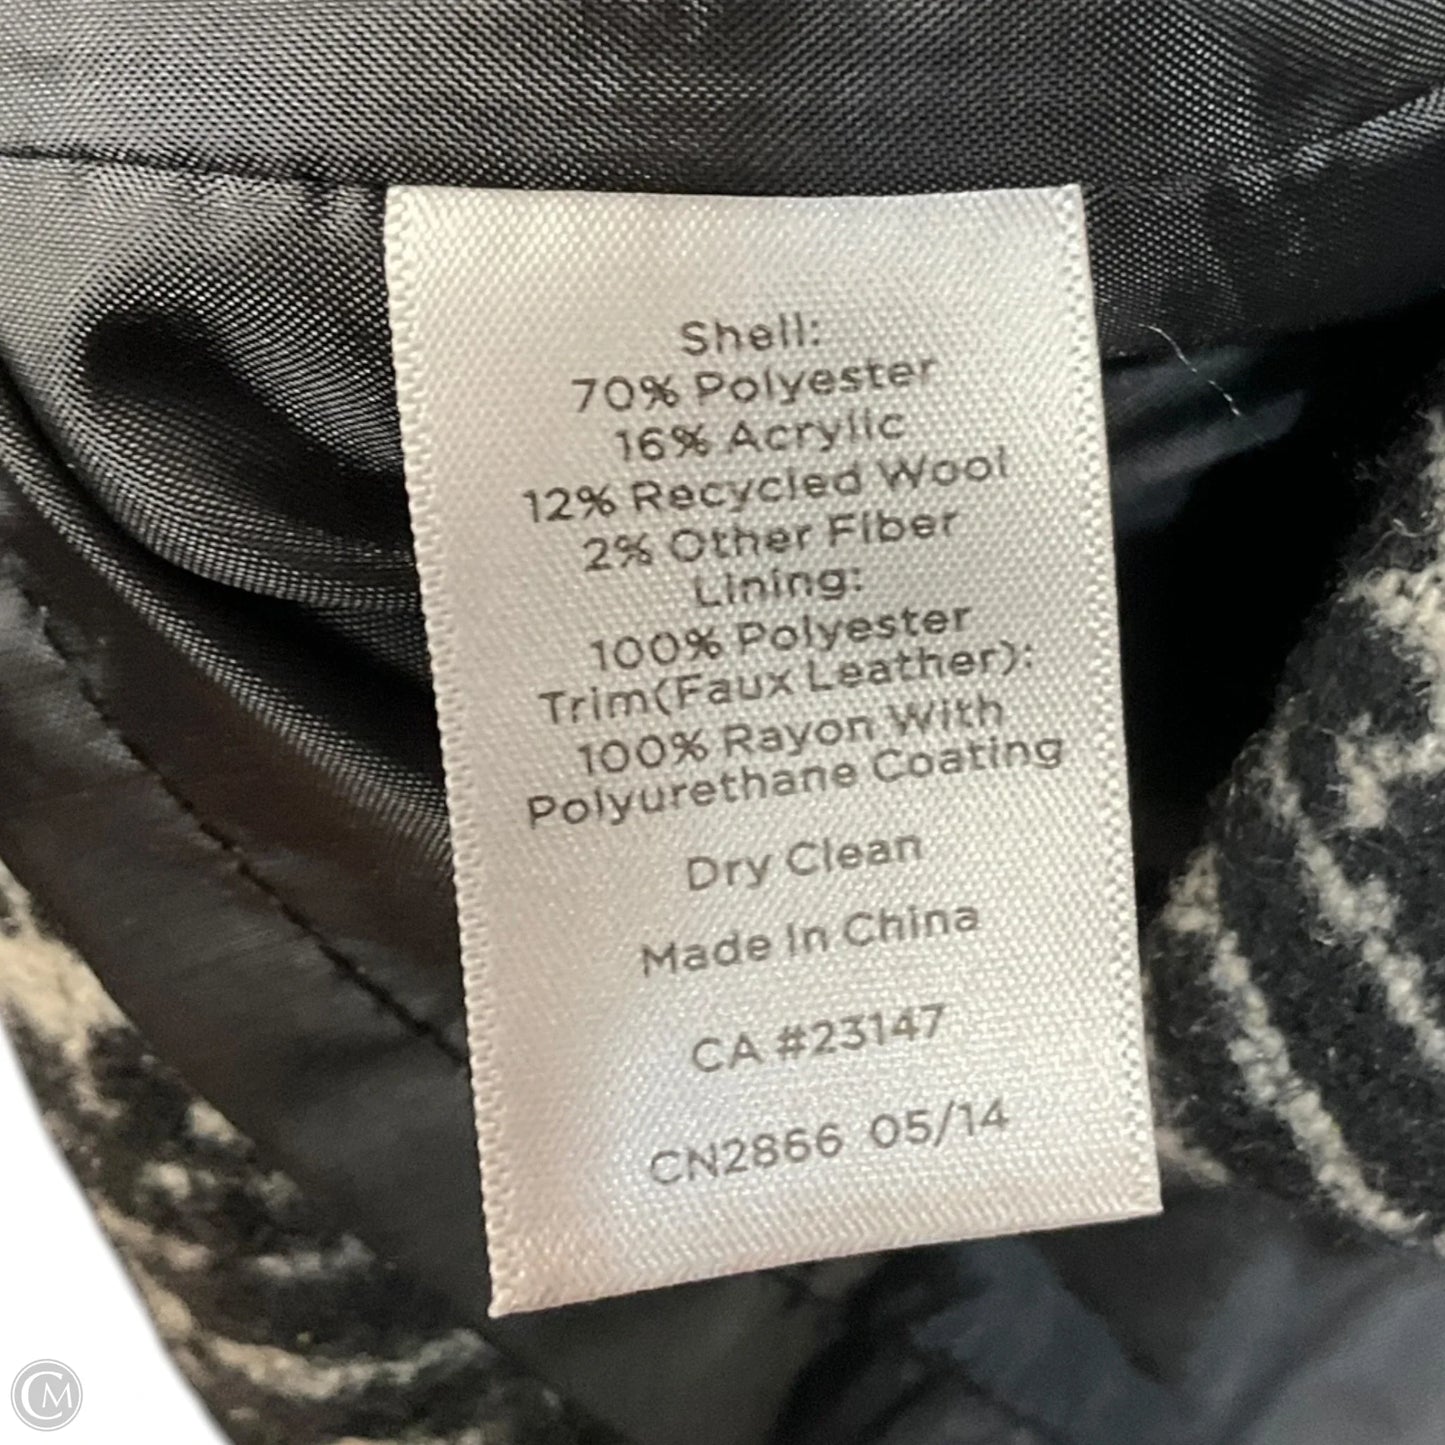 Shell:
70% Polyester
16% Acrylic
12% Recycled Wool
2% Other Fiber
Lining:
100% Polyester
Trim(Faux Leather):
100% Rayon With
Polyurethane Coating
Dry Clean
Made In China
CA #23147
CN2866 05/14
CM